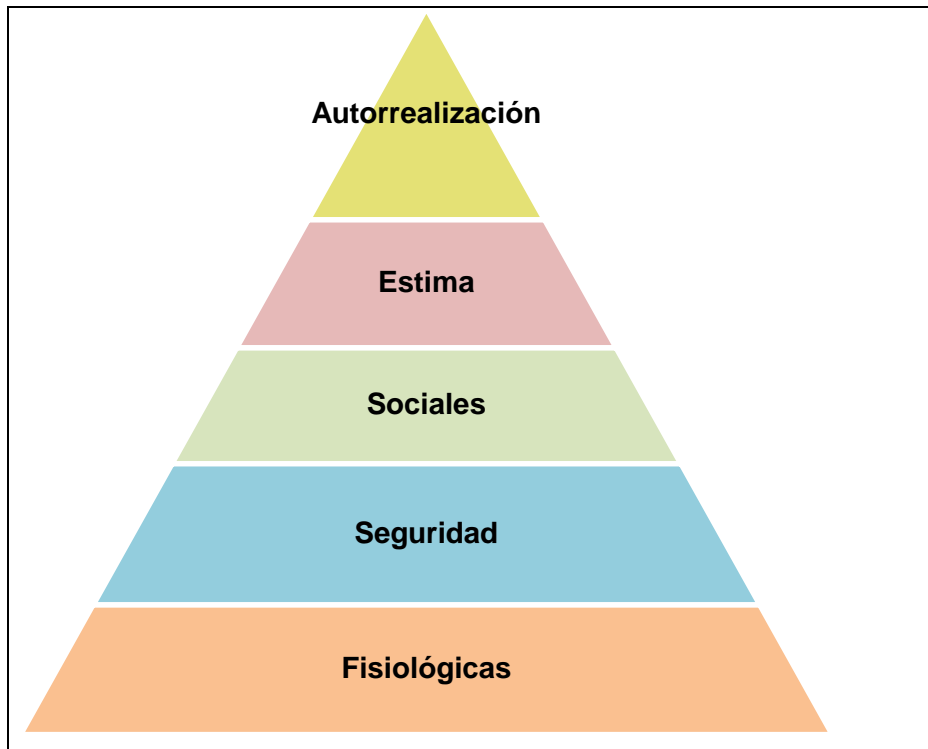 Autorrealización
Estima
Sociales
Seguridad
Fisiológicas